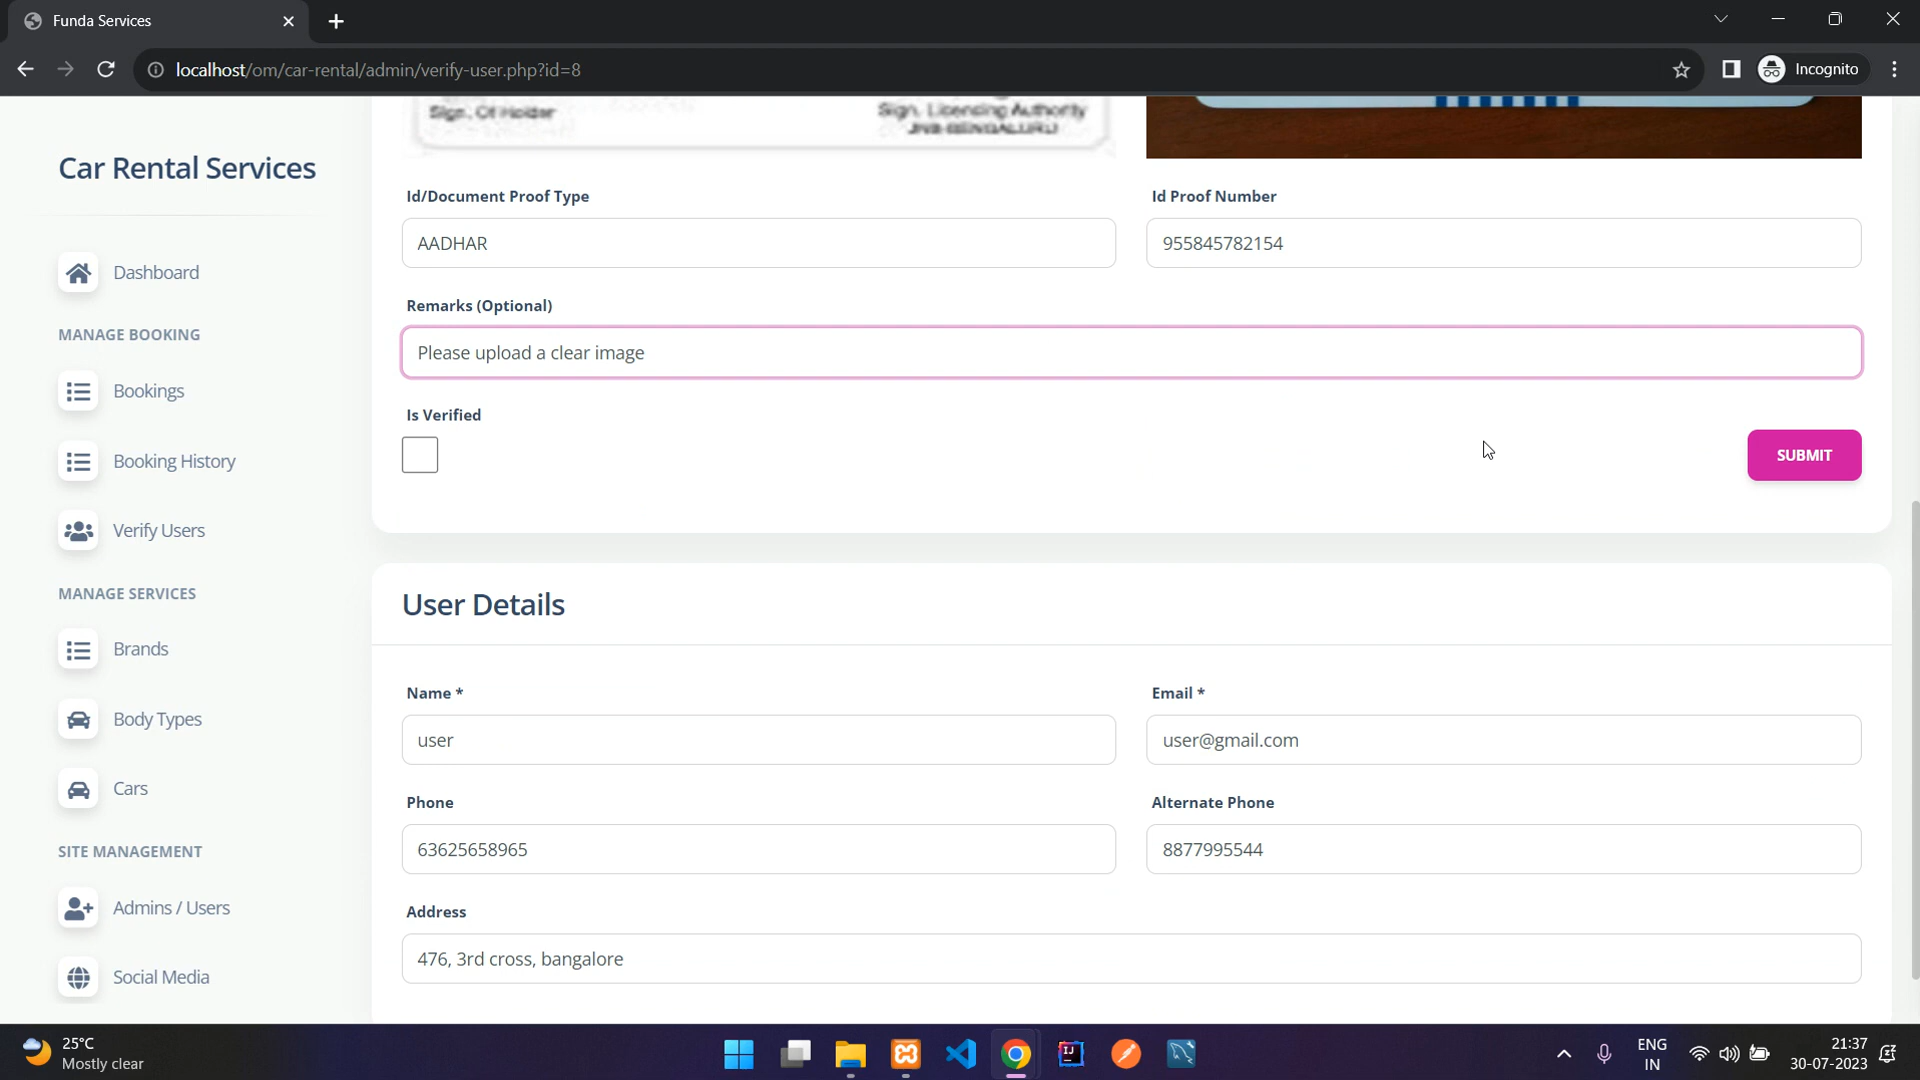 Funda Services
localhost/om/car-rental/admin/verify-user.php?id=8
Incognito
Car Rental Services
Dashboard
MANAGE BOOKING
Bookings
Booking History
Verify Users
MANAGE SERVICES
Brands
Body Types
Cars
SITE MANAGEMENT
Admins / Users
Social Media
Sign. Of Holder
Sign. Licensing Authority
JNB BENGALURU
Id/Document Proof Type
Id Proof Number
AADHAR
955845782154
Remarks (Optional)
Please upload a clear image
Is Verified
SUBMIT
User Details
Name *
Email *
user
user@gmail.com
Phone
Alternate Phone
63625658965
8877995544
Address
476, 3rd cross, bangalore
25°C
Mostly clear
ENG
IN
21:37
30-07-2023